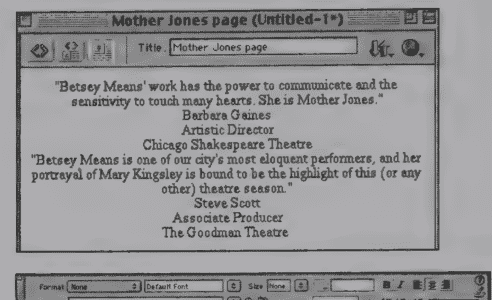 Mother Jones page (Untitled-1*)
Title: Mother Jones page
"Betsey Means' work has the power to communicate and the
sensitivity to touch many hearts. She is Mother Jones."
Barbara Gaines
Artistic Director
Chicago Shakespeare Theatre
"Betsey Means is one of our city's most eloquent performers, and her
portrayal of Mary Kingsley is bound to be the highlight of this (or any
other) theatre season."
Steve Scott
Associate Producer
The Goodman Theatre
Format None Default Font Size None B I